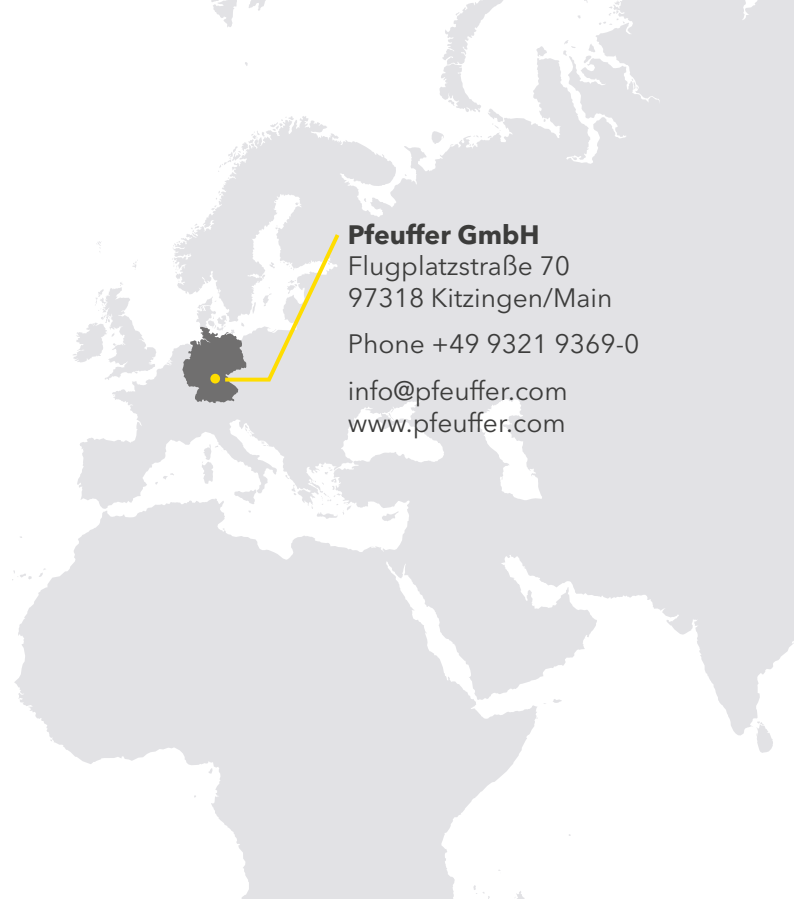 Pfeuffer GmbH
Flugplatzstraße 70
97318 Kitzingen/Main
Phone +49 9321 9369-0
info@pfeuffer.com
www.pfeuffer.com